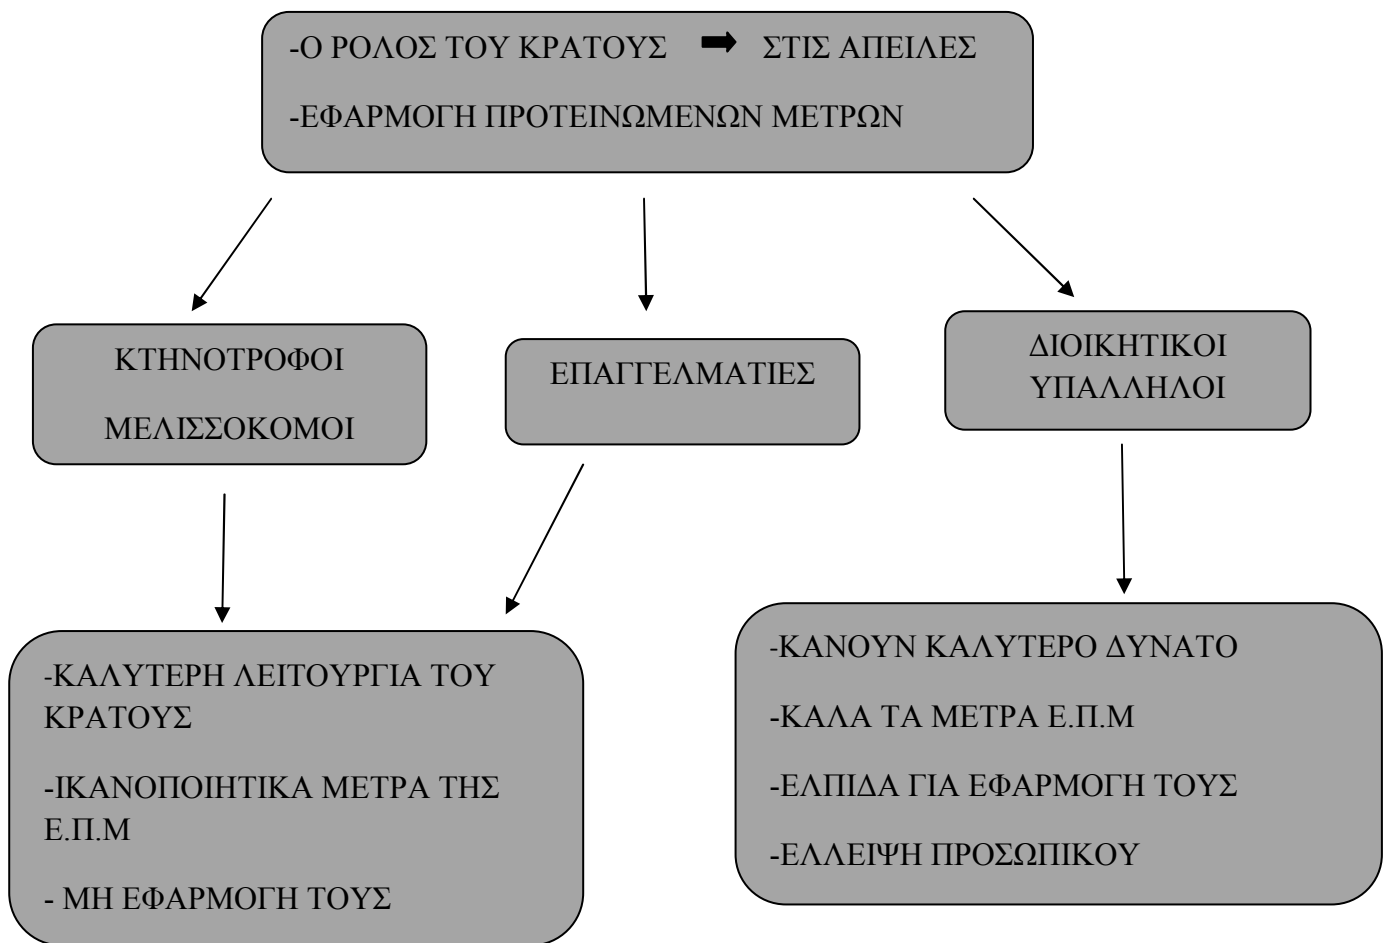 -Ο ΡΟΛΟΣ ΤΟΥ ΚΡΑΤΟΥΣ ➡ ΣΤΙΣ ΑΠΕΙΛΕΣ
-ΕΦΑΡΜΟΓΗ ΠΡΟΤΕΙΝΩΜΕΝΩΝ ΜΕΤΡΩΝ
ΚΤΗΝΟΤΡΟΦΟΙ
ΜΕΛΙΣΣΟΚΟΜΟΙ
ΕΠΑΓΓΕΛΜΑΤΙΕΣ
ΔΙΟΙΚΗΤΙΚΟΙ
ΥΠΑΛΛΗΛΟΙ
-ΚΑΛΥΤΕΡΗ ΛΕΙΤΟΥΡΓΙΑ ΤΟΥ
ΚΡΑΤΟΥΣ
-ΙΚΑΝΟΠΟΙΗΤΙΚΑ ΜΕΤΡΑ ΤΗΣ
Ε.Π.Μ
- ΜΗ ΕΦΑΡΜΟΓΗ ΤΟΥΣ
-ΚΑΝΟΥΝ ΚΑΛΥΤΕΡΟ ΔΥΝΑΤΟ
-ΚΑΛΑ ΤΑ ΜΕΤΡΑ Ε.Π.Μ
-ΕΛΠΙΔΑ ΓΙΑ ΕΦΑΡΜΟΓΗ ΤΟΥΣ
-ΕΛΛΕΙΨΗ ΠΡΟΣΩΠΙΚΟΥ